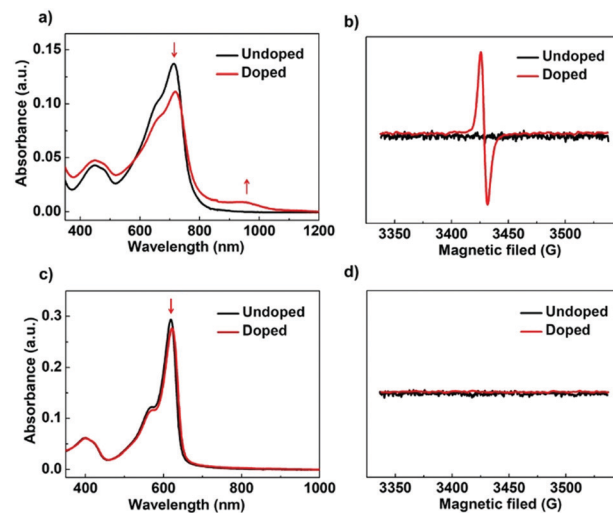 a)
Absorbance (a.u.)
0.15
0.10
0.05
0.00
Undoped
Doped
400 600 800 1000 1200
Wavelength (nm)
b)
Undoped
Doped
3350 3400 3450 3500
Magnetic filed (G)
c)
Absorbance (a.u.)
0.3
0.2
0.1
0.0
Undoped
Doped
400 600 800 1000
Wavelength (nm)
d)
Undoped
Doped
3350 3400 3450 3500
Magnetic filed (G)